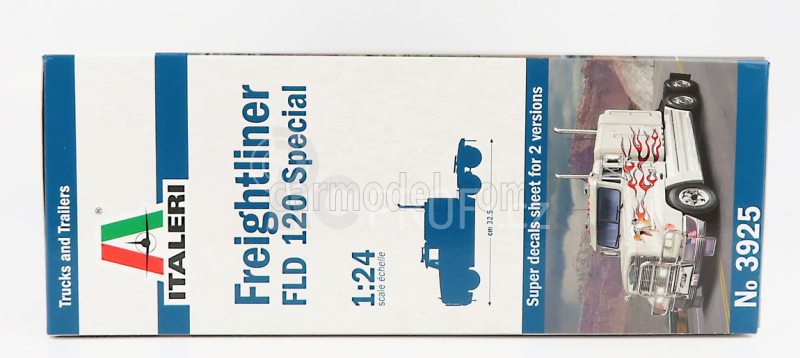 Trucks and Trailers
ITALERI
®
Freightliner
FLD 120 Special
1:24
scale échelle
cm 32.5
Super decals sheet for 2 versions
No 3925